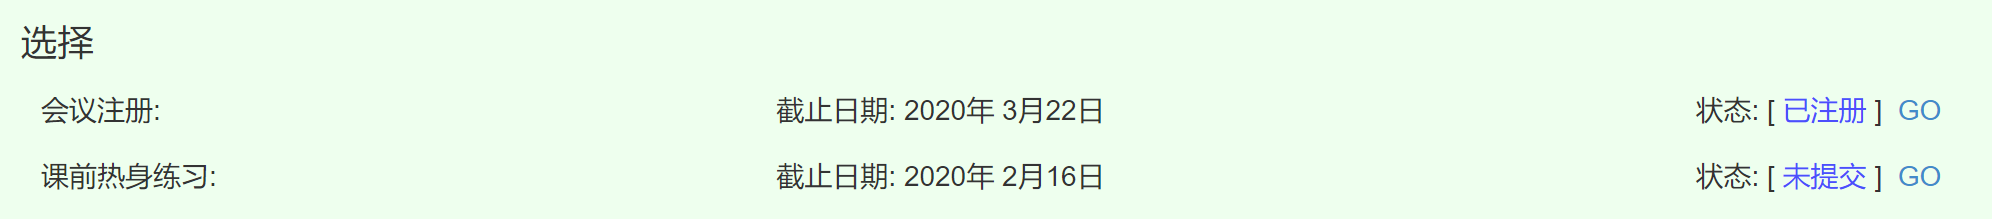 选择
会议注册: 截止日期: 2020年 3月22日 状态: [ 已注册 ] GO
课前热身练习: 截止日期: 2020年 2月16日 状态: [ 未提交 ] GO